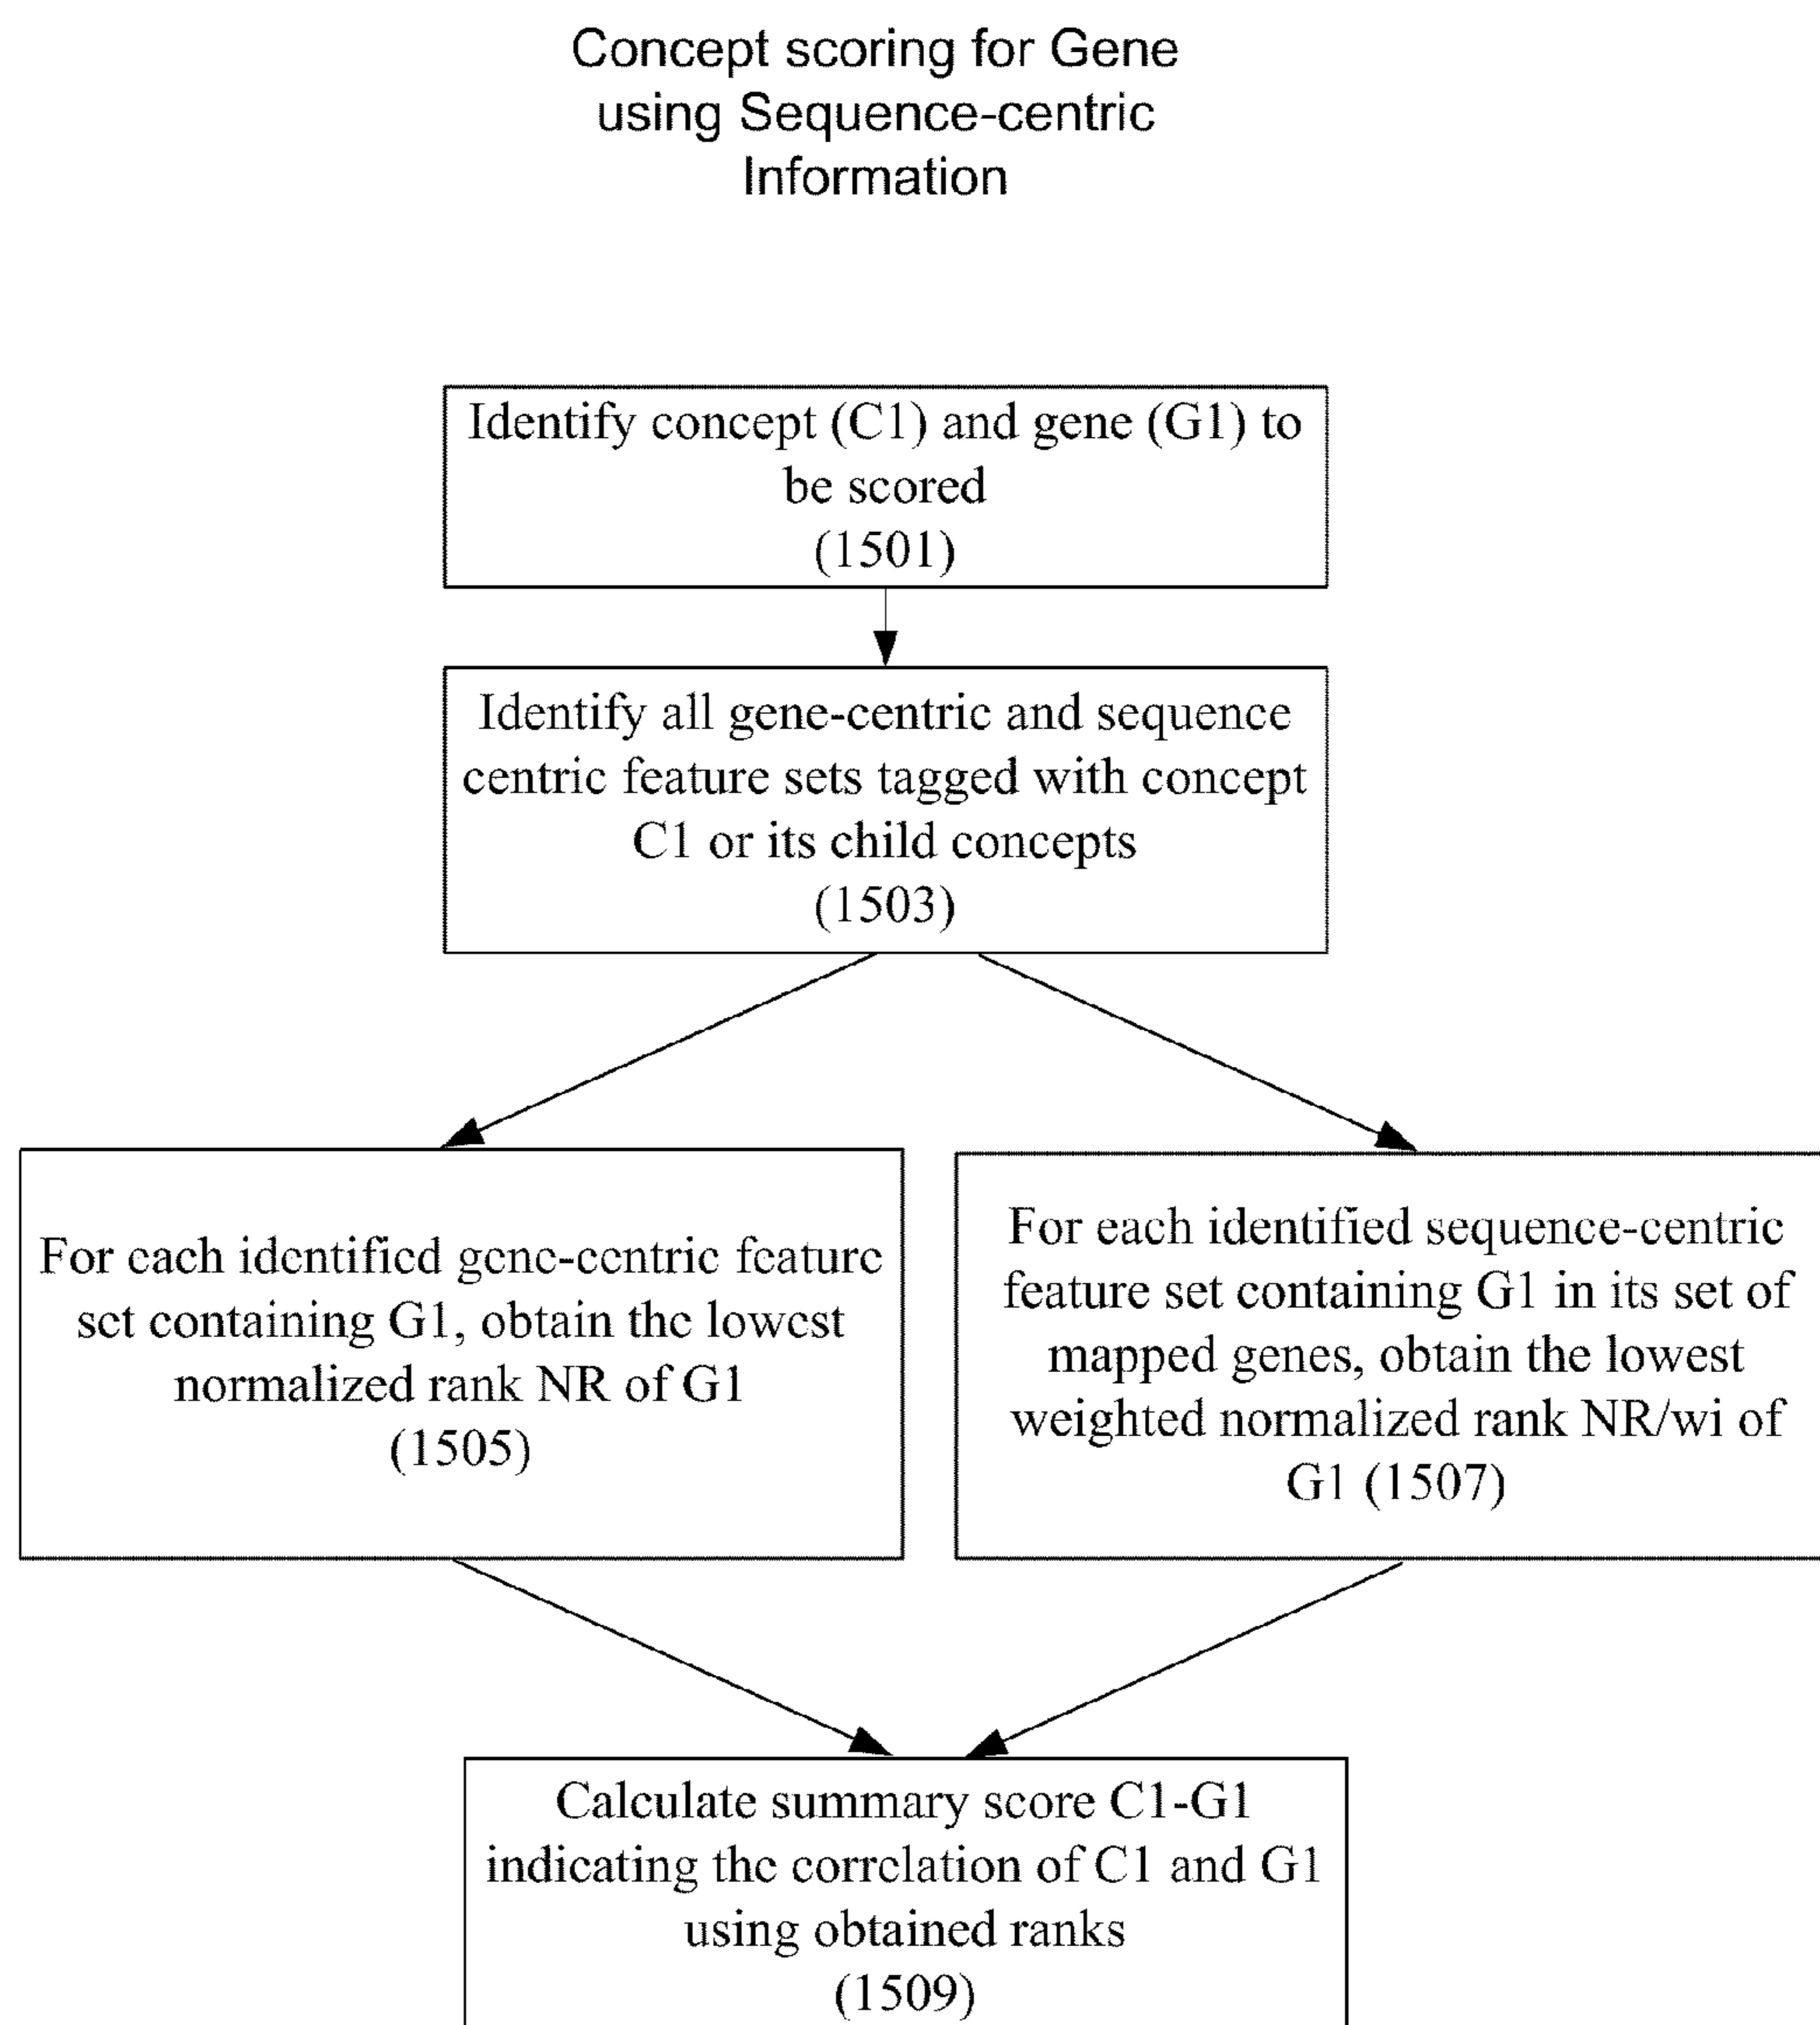 Concept scoring for Gene
using Sequence-centric
Information
Identify concept (C1) and gene (G1) to
be scored
(1501)
Identify all gene-centric and sequence
centric feature sets tagged with concept
C1 or its child concepts
(1503)
For each identified gene-centric feature
set containing G1, obtain the lowest
normalized rank NR of G1
(1505)
For each identified sequence-centric
feature set containing G1 in its set of
mapped genes, obtain the lowest
weighted normalized rank NR/wi of
G1 (1507)
Calculate summary score C1-G1
indicating the correlation of C1 and G1
using obtained ranks
(1509)